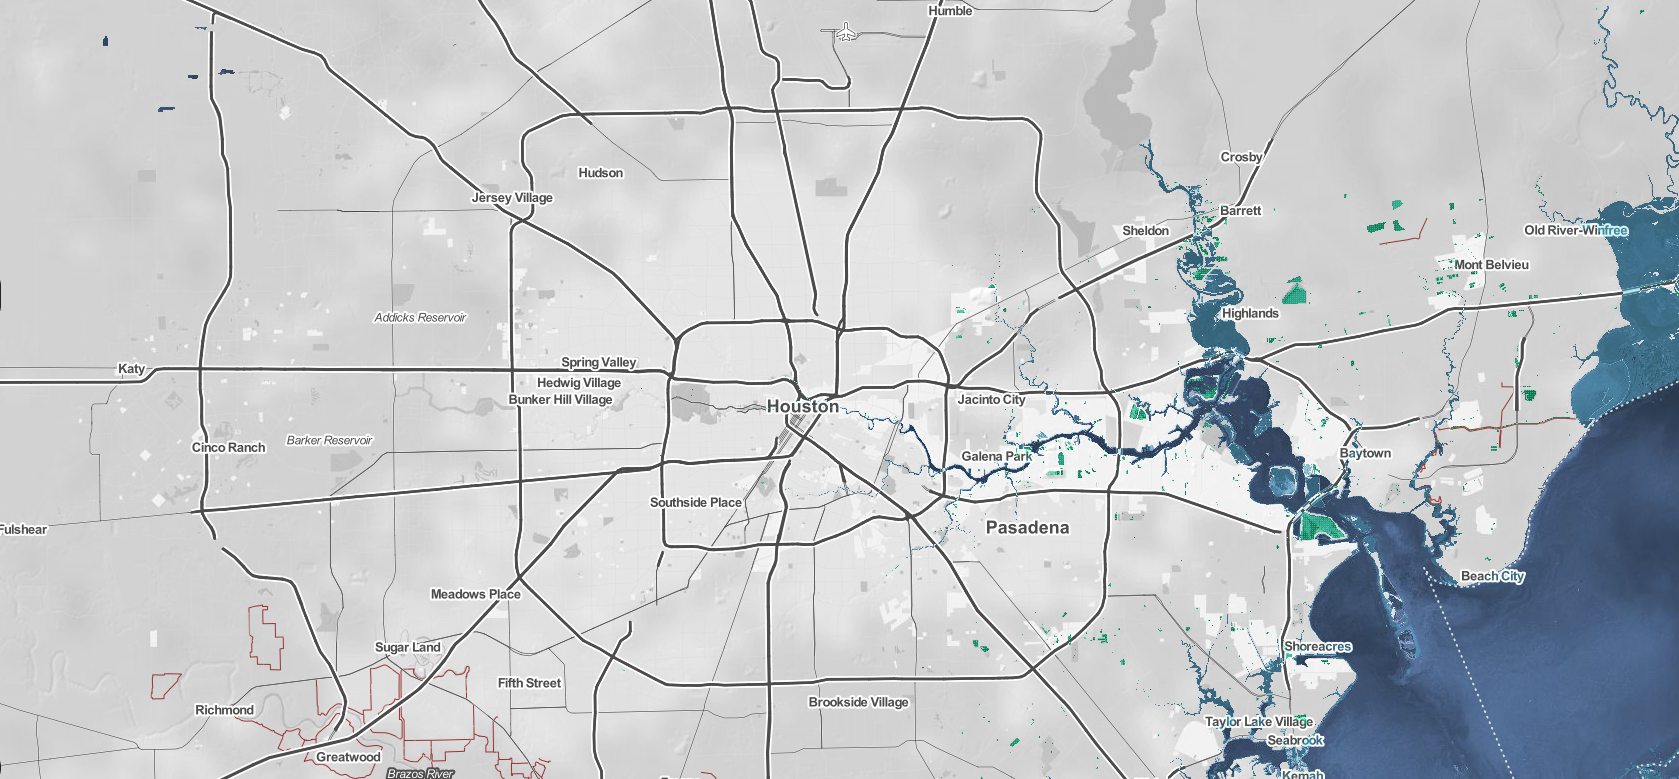 Humble
Crosby
Hudson
Jersey Village
Barrett
Sheldon
Old River-Winfree
Mont Belvieu
Addicks Reservoir
Highlands
Spring Valley
Katy
Hedwig Village
Bunker Hill Village
Jacinto City
Houston
Barker Reservoir
Cinco Ranch
Galena Park
Baytown
Southside Place
Fulshear
Pasadena
Beach City
Meadows Place
Sugar Land
Shoreacres
Fifth Street
Brookside Village
Richmond
Taylor Lake Village
Seabrook
Greatwood
Brazos River
Kemah